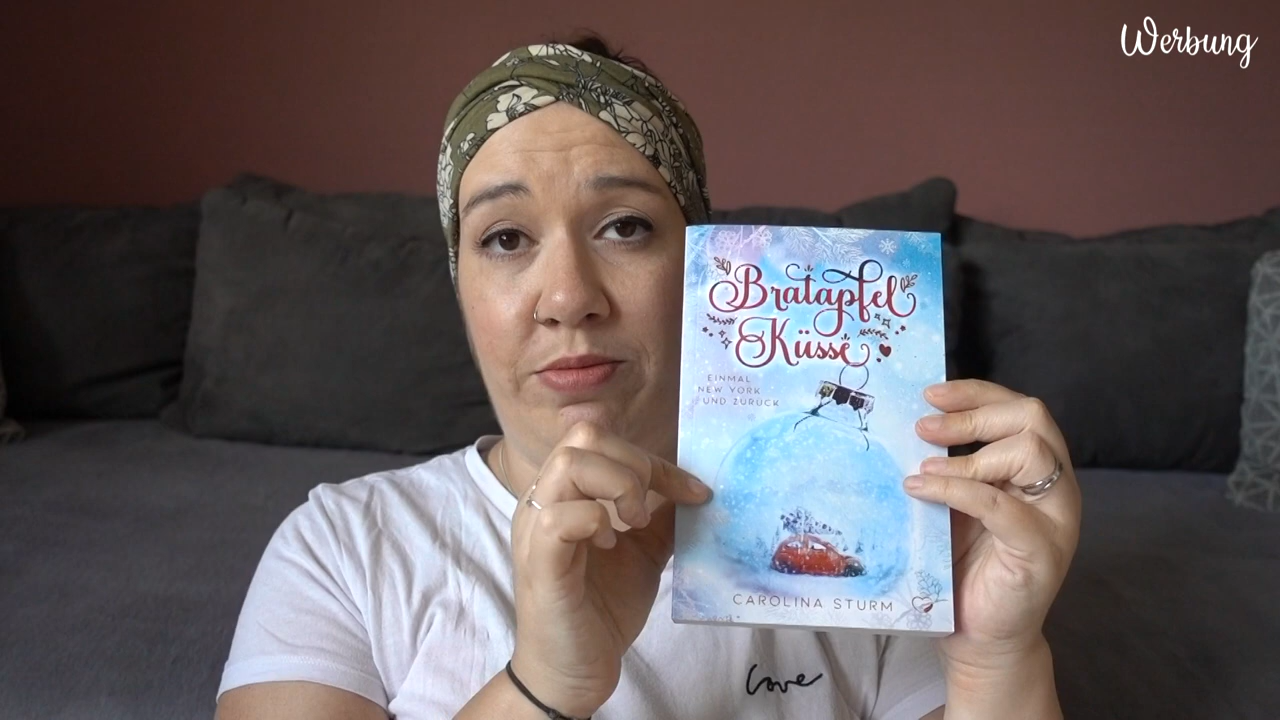 Werbung
Bratapfel
Küsse
EINMAL
NEW YORK
UND ZURÜCK
CAROLINA STURM
love